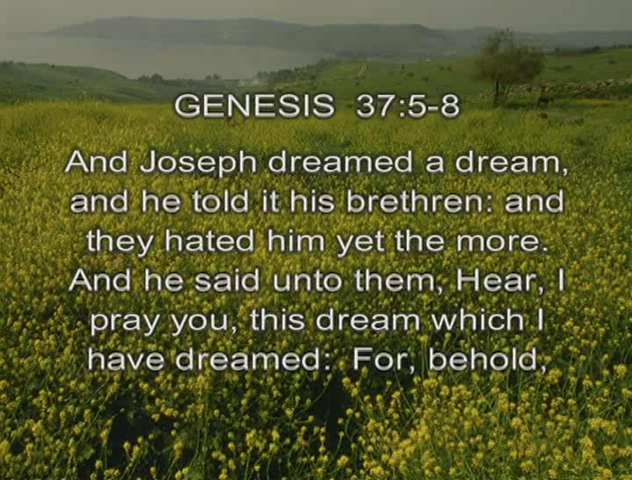 GENESIS 37:5-8
And Joseph dreamed a dream,
and he told it his brethren: and
they hated him yet the more.
And he said unto them, Hear, I
pray you, this dream which I
have dreamed: For, behold,